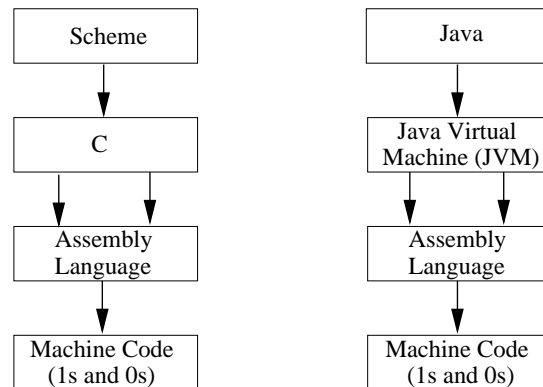 Scheme
C
Assembly
Language
Machine Code
(1s and 0s)
Java
Java Virtual
Machine (JVM)
Assembly
Language
Machine Code
(1s and 0s)